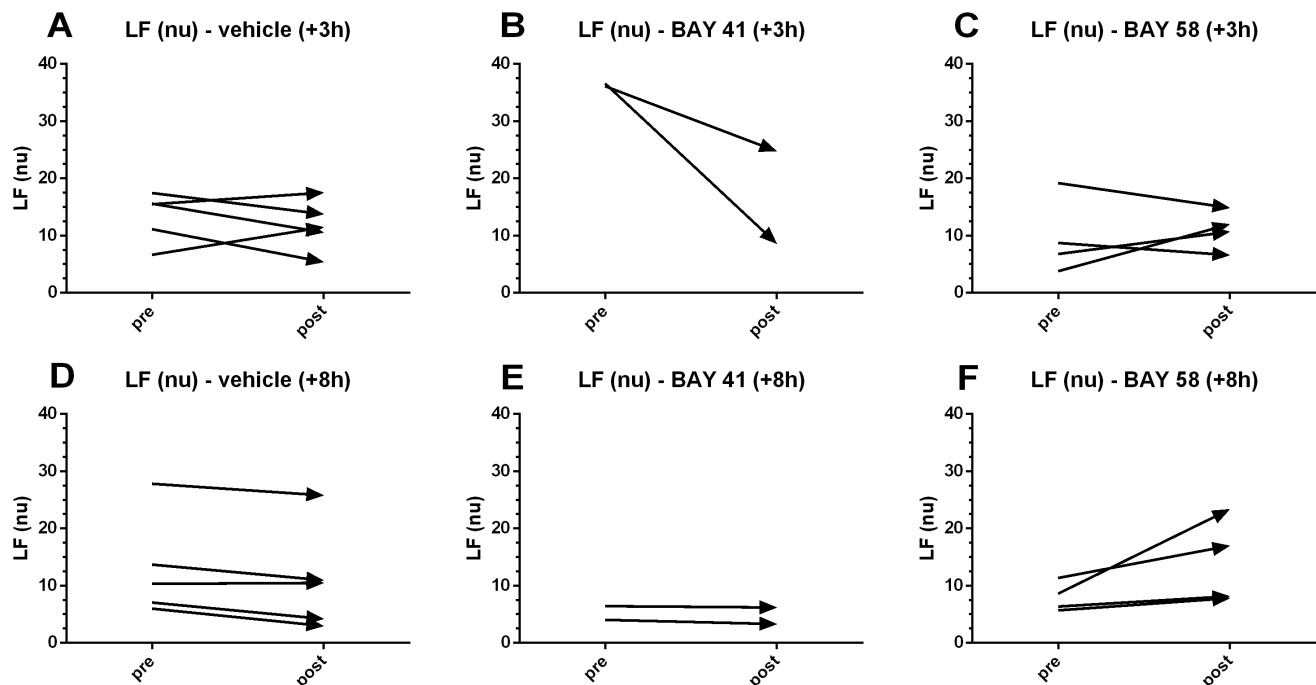 A LF (nu) - vehicle (+3h)
40
30
20
10
0
LF (nu)
pre
post
B LF (nu) - BAY 41 (+3h)
40
30
20
10
0
LF (nu)
pre
post
C LF (nu) - BAY 58 (+3h)
40
30
20
10
0
LF (nu)
pre
post
D LF (nu) - vehicle (+8h)
40
30
20
10
0
LF (nu)
pre
post
E LF (nu) - BAY 41 (+8h)
40
30
20
10
0
LF (nu)
pre
post
F LF (nu) - BAY 58 (+8h)
40
30
20
10
0
LF (nu)
pre
post